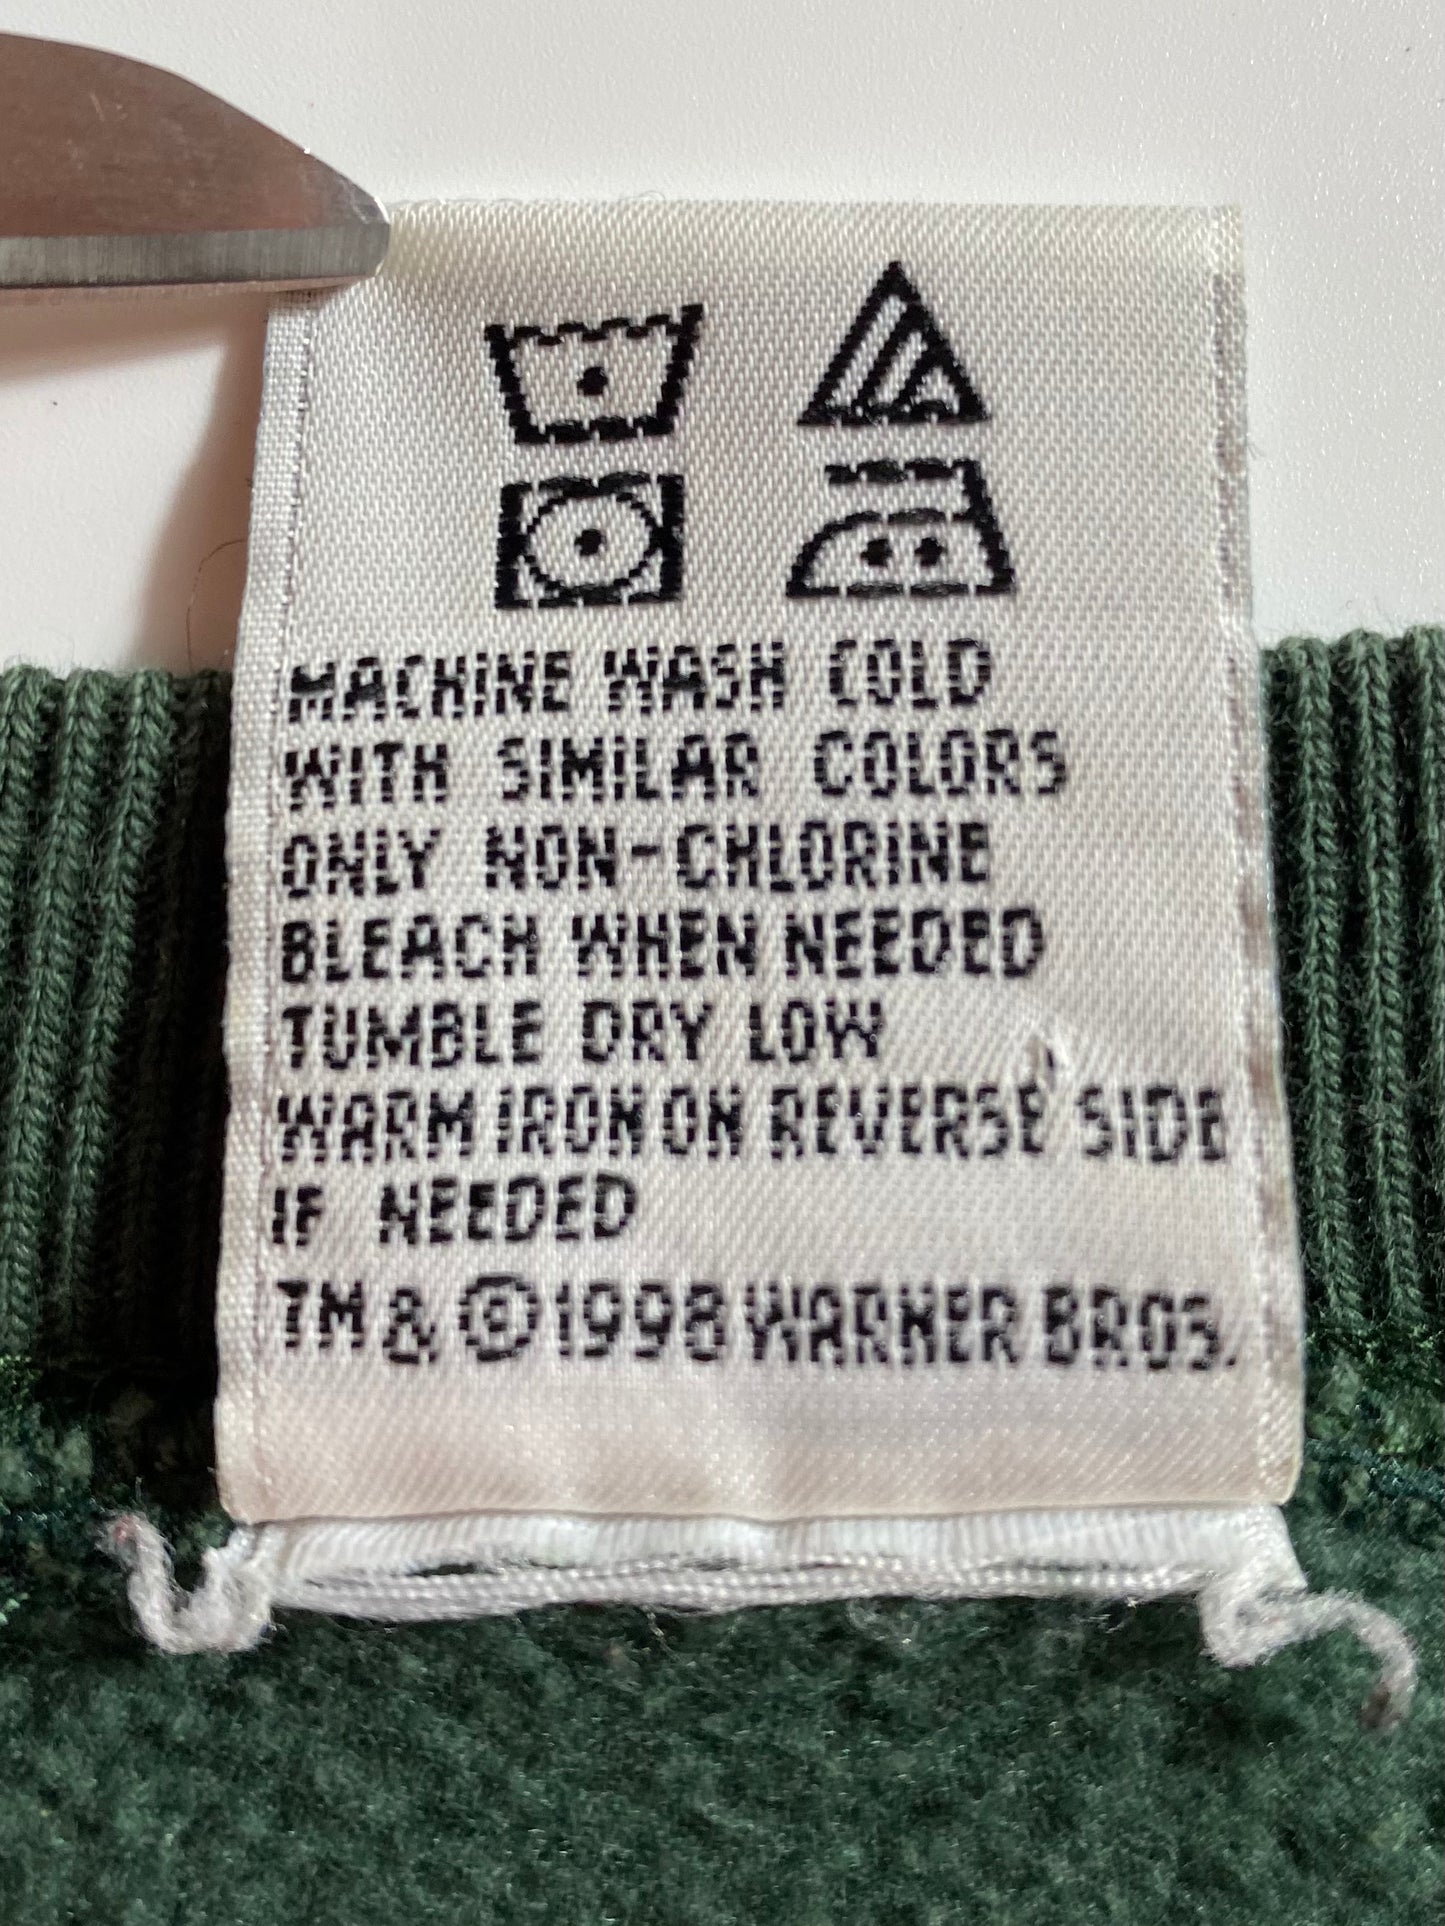 MACHINE WASH COLD
WITH SIMILAR COLORS
ONLY NON-CHLORINE
BLEACH WHEN NEEDED
TUMBLE DRY LOW
WARM IRON ON REVERSE SIDE
IF NEEDED
TM & ©1998 WARNER BROS.